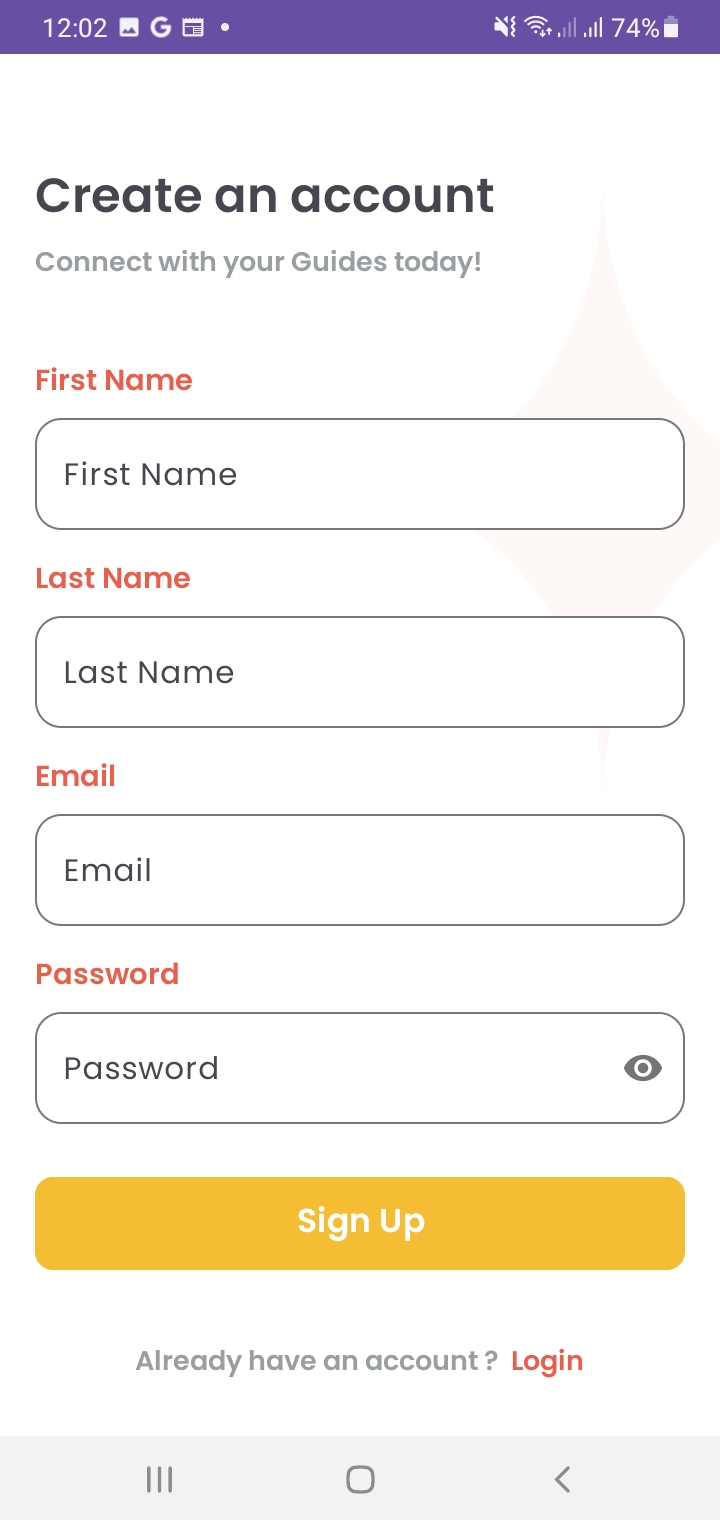 12:02 74%
Create an account
Connect with your Guides today!
First Name
First Name
Last Name
Last Name
Email
Email
Password
Password
Sign Up
Already have an account ? Login